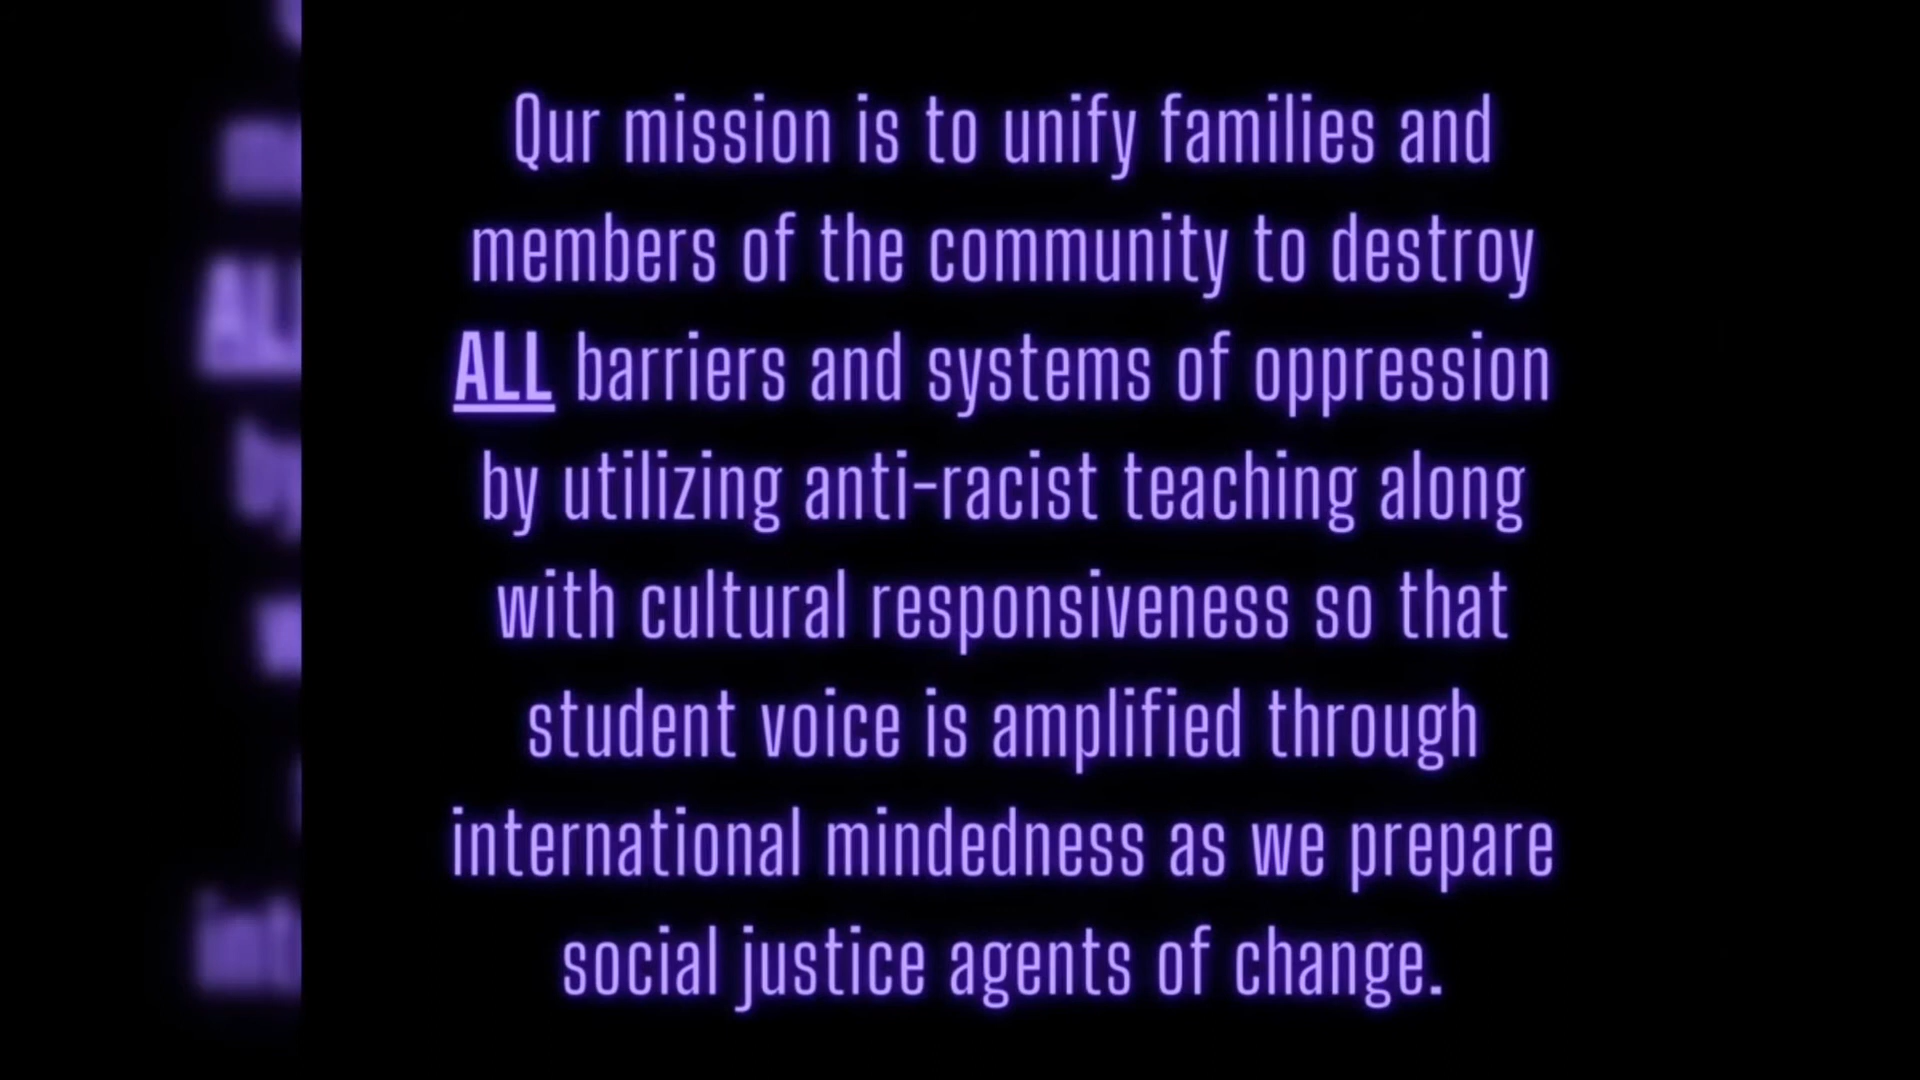 Qur mission is to unify families and
members of the community to destroy
ALL barriers and systems of oppression
by utilizing anti-racist teaching along
with cultural responsiveness so that
student voice is amplified through
international mindedness as we prepare
social justice agents of change.